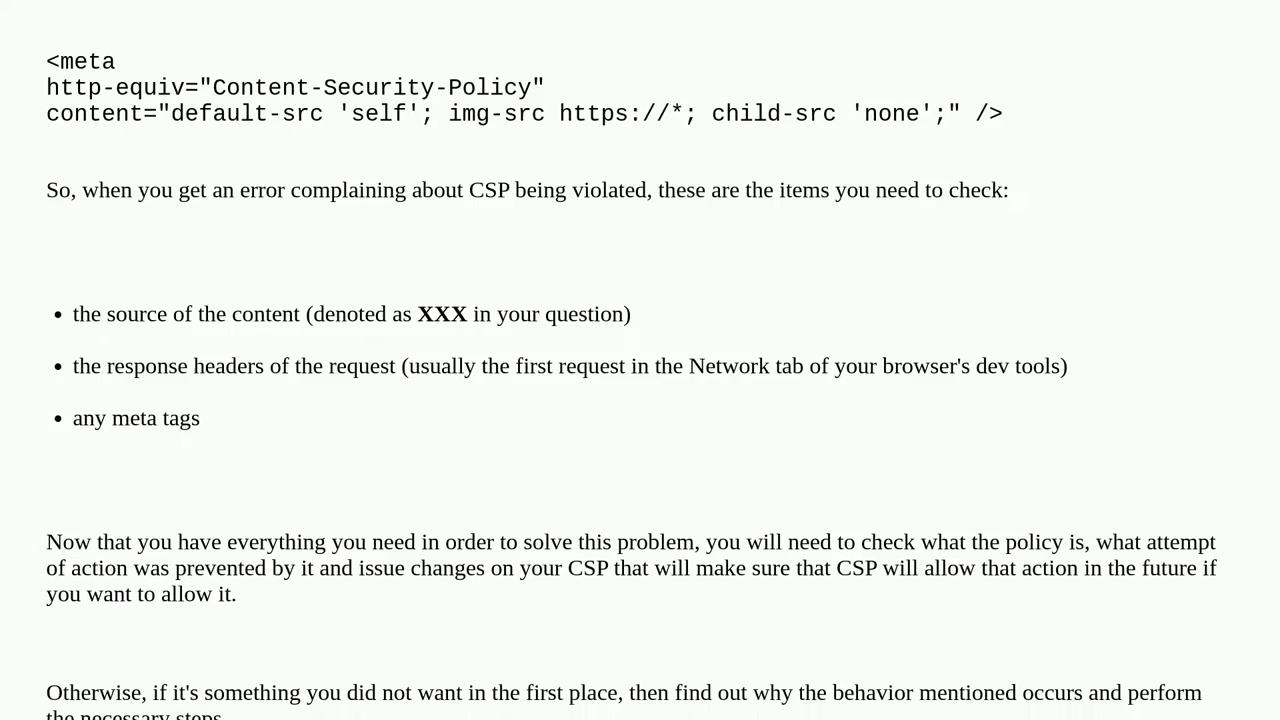 <meta
http-equiv="Content-Security-Policy"
content="default-src 'self'; img-src https://*; child-src 'none';" />
So, when you get an error complaining about CSP being violated, these are the items you need to check:
• the source of the content (denoted as XXX in your question)
• the response headers of the request (usually the first request in the Network tab of your browser's dev tools)
• any meta tags
Now that you have everything you need in order to solve this problem, you will need to check what the policy is, what attempt
of action was prevented by it and issue changes on your CSP that will make sure that CSP will allow that action in the future if
you want to allow it.
Otherwise, if it's something you did not want in the first place, then find out why the behavior mentioned occurs and perform
the necessary steps.